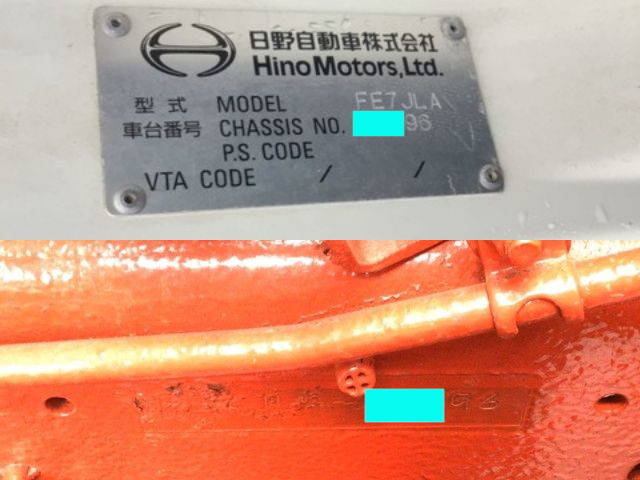 日野自動車株式会社
Hino Motors, Ltd.
型式 MODEL FE7JLA
車台番号 CHASSIS NO. 96
P.S. CODE
VTA CODE / /